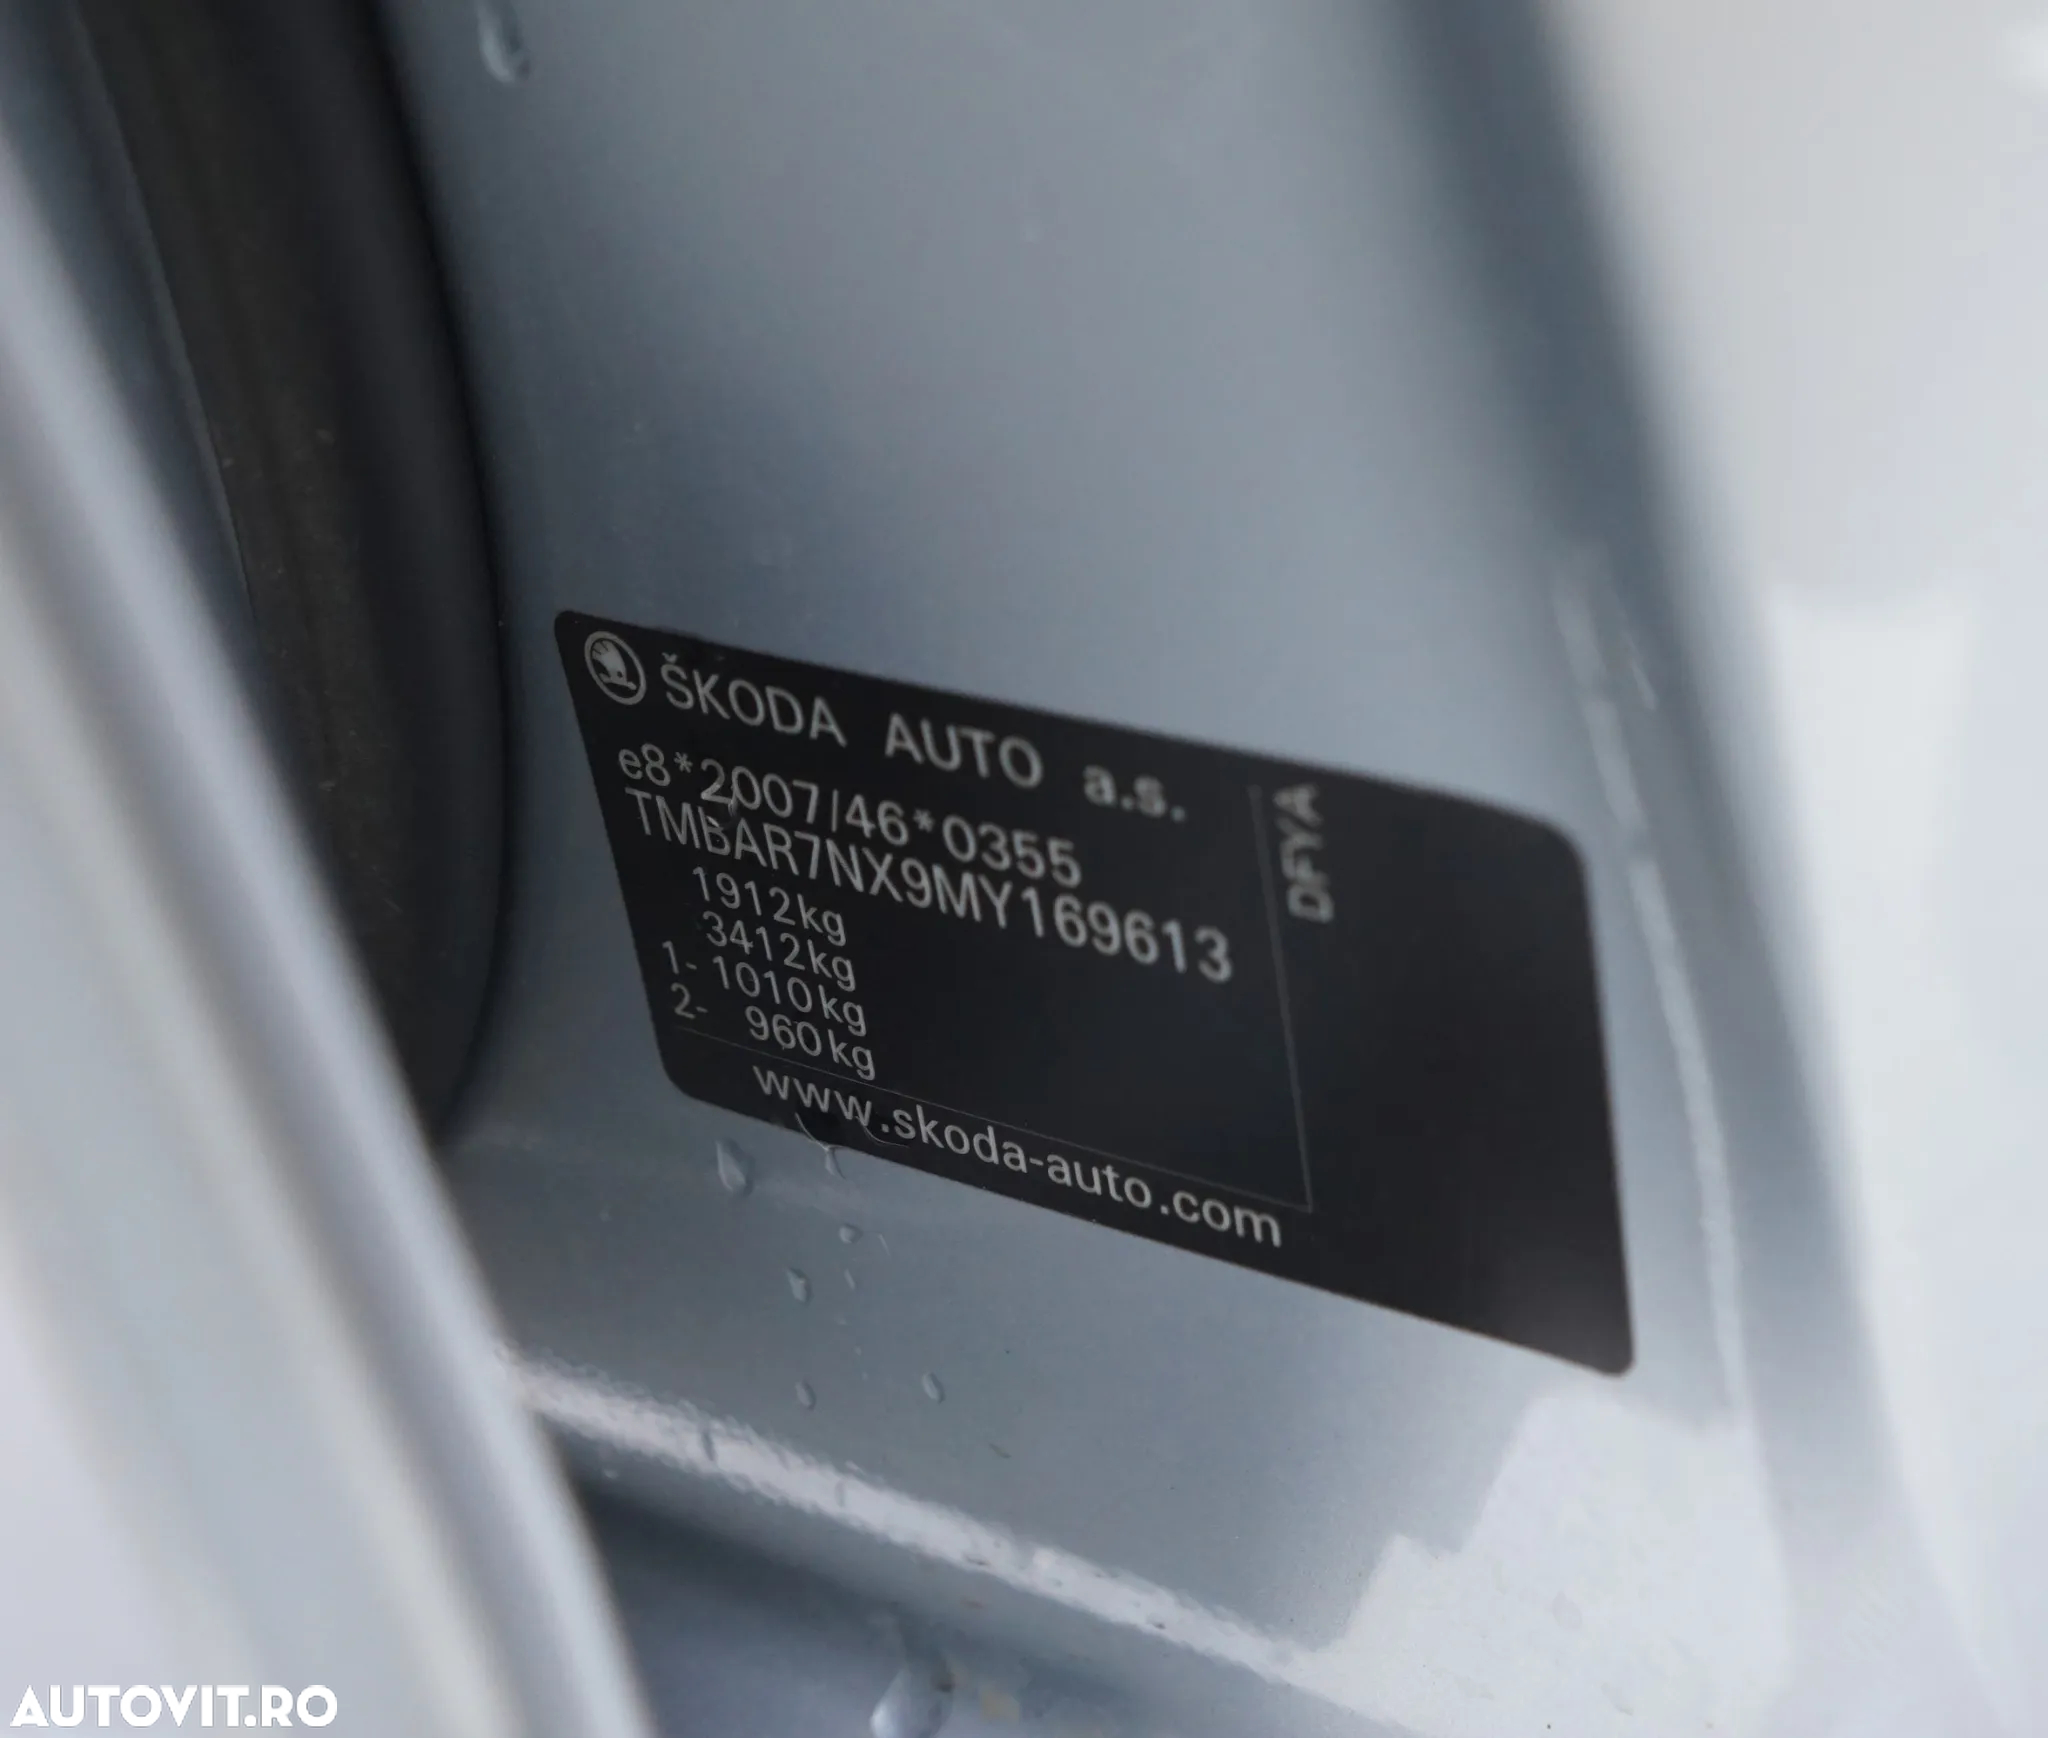 ŠKODA AUTO a.s.
e8*2007/46*0355
TMBAR7NX9MY169613
1912kg
3412kg
1- 1010kg
2- 960kg
DFYA
www.skoda-auto.com
AUTOVIT.RO